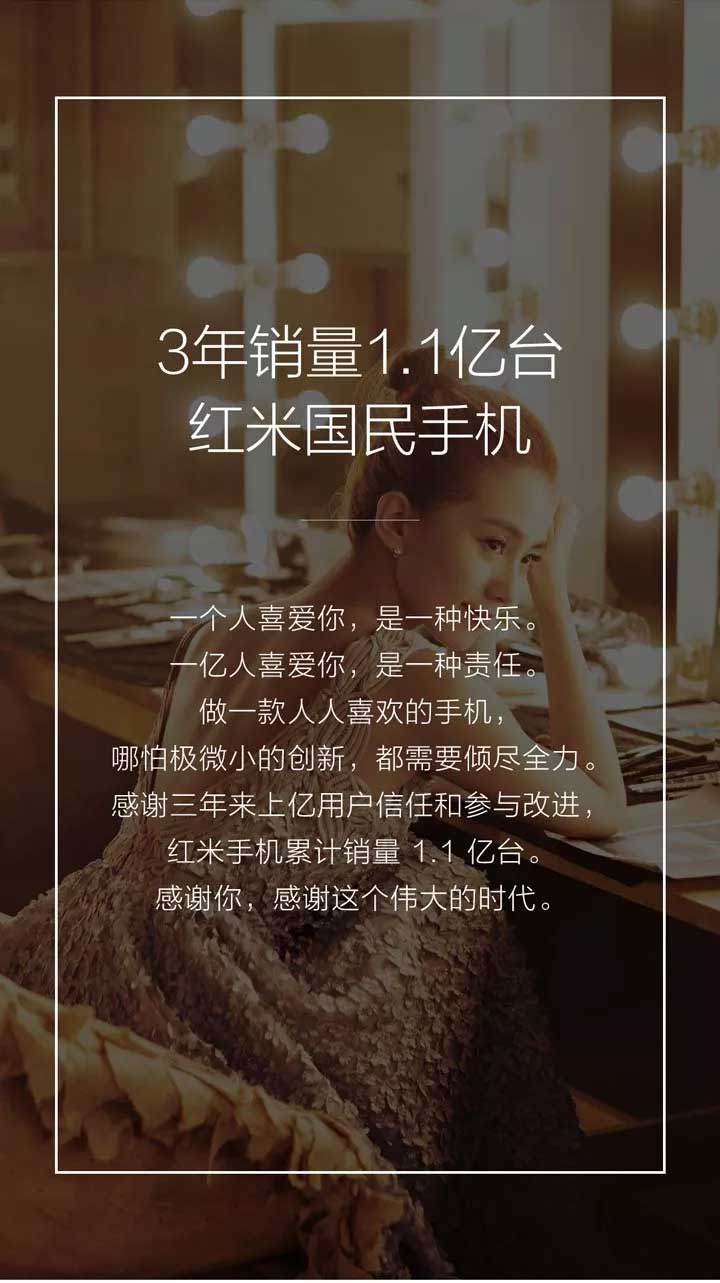 3年销量1.1亿台
红米国民手机
一个人喜爱你，是一种快乐。
一亿人喜爱你，是一种责任。
做一款人人喜欢的手机，
哪怕极微小的创新，都需要倾尽全力。
感谢三年来上亿用户信任和参与改进，
红米手机累计销量 1.1 亿台。
感谢你，感谢这个伟大的时代。